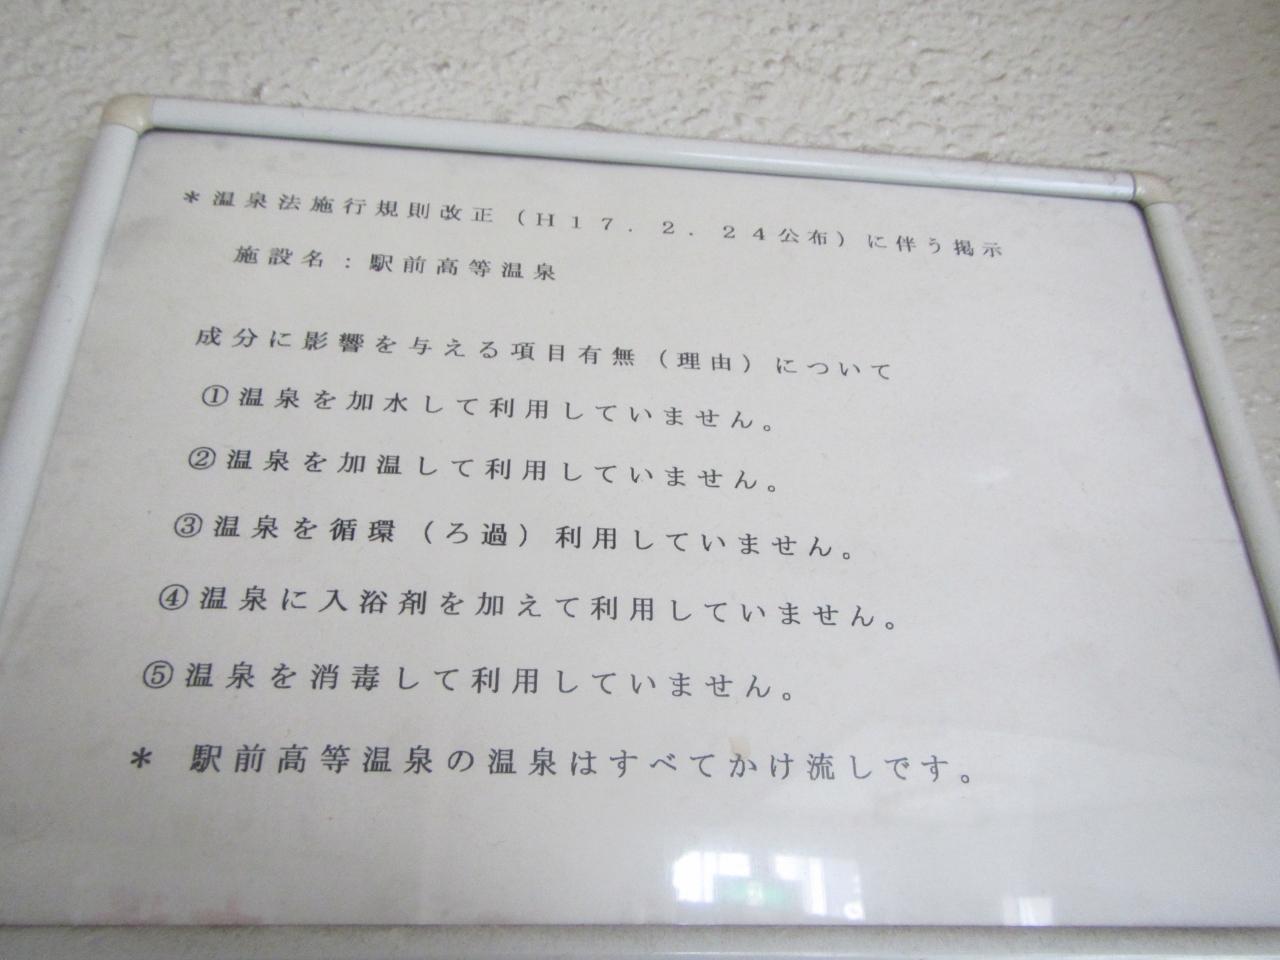 ＊温泉法施行規則改正（Ｈ１７．２．２４公布）に伴う掲示
施設名：駅前高等温泉
成分に影響を与える項目有無（理由）について
①温泉を加水して利用していません。
②温泉を加温して利用していません。
③温泉を循環（ろ過）利用していません。
④温泉に入浴剤を加えて利用していません。
⑤温泉を消毒して利用していません。
＊　駅前高等温泉の温泉はすべてかけ流しです。